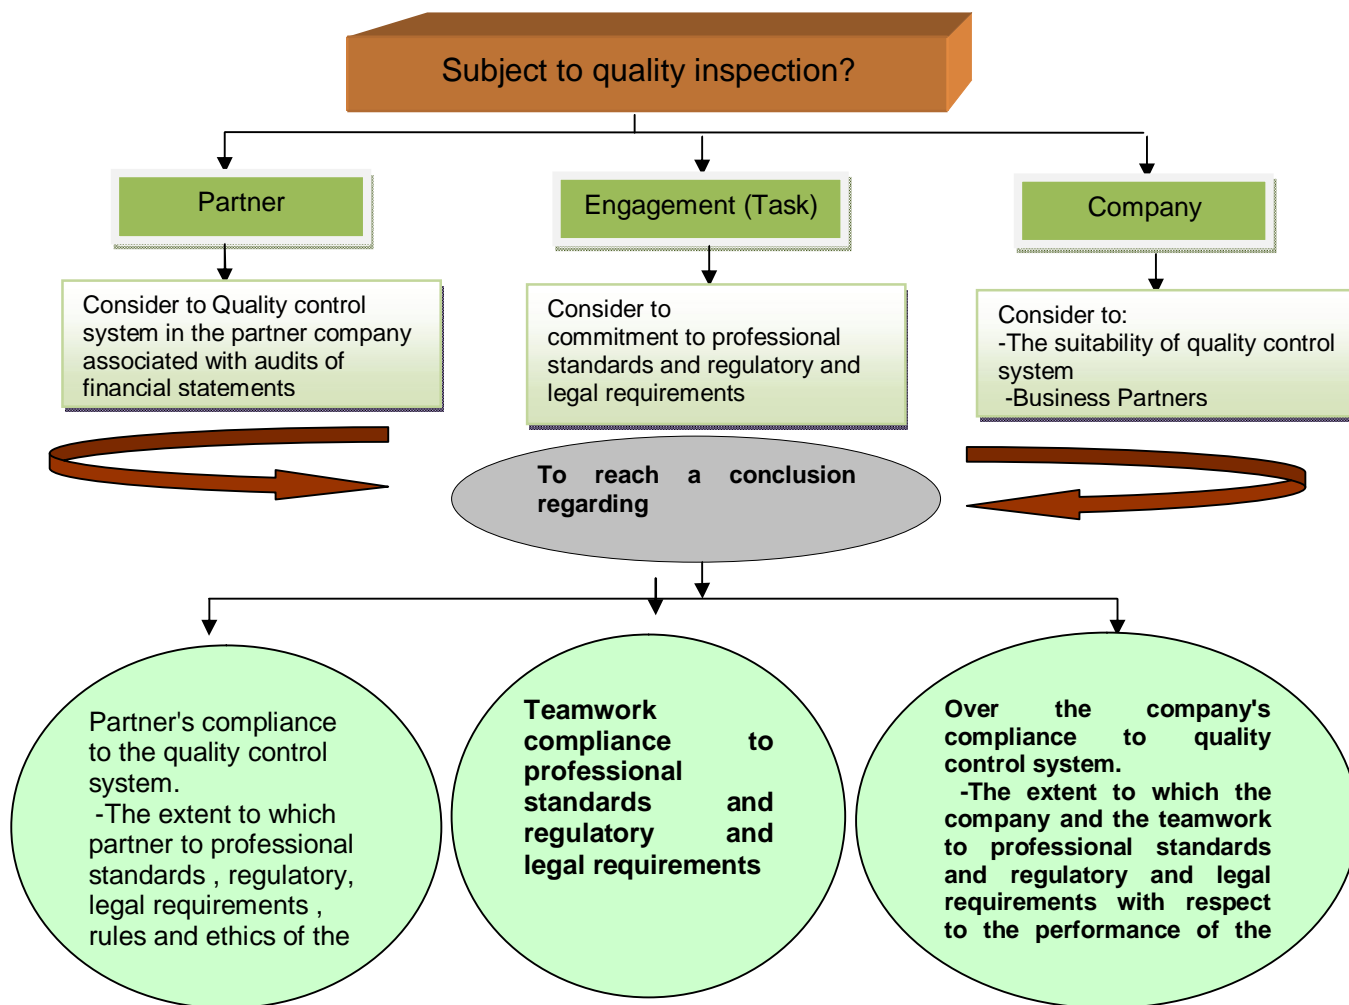 Subject to quality inspection?
Partner
Engagement (Task)
Company
Consider to Quality control
system in the partner company
associated with audits of
financial statements
Consider to
commitment to professional
standards and regulatory and
legal requirements
Consider to:
-The suitability of quality control
system
-Business Partners
To reach a conclusion
regarding
Partner's compliance
to the quality control
system.
-The extent to which
partner to professional
standards , regulatory,
legal requirements ,
rules and ethics of the
Teamwork
compliance to
professional
standards and
regulatory and
legal requirements
Over the company's
compliance to quality
control system.
-The extent to which the
company and the teamwork
to professional standards
and regulatory and legal
requirements with respect
to the performance of the